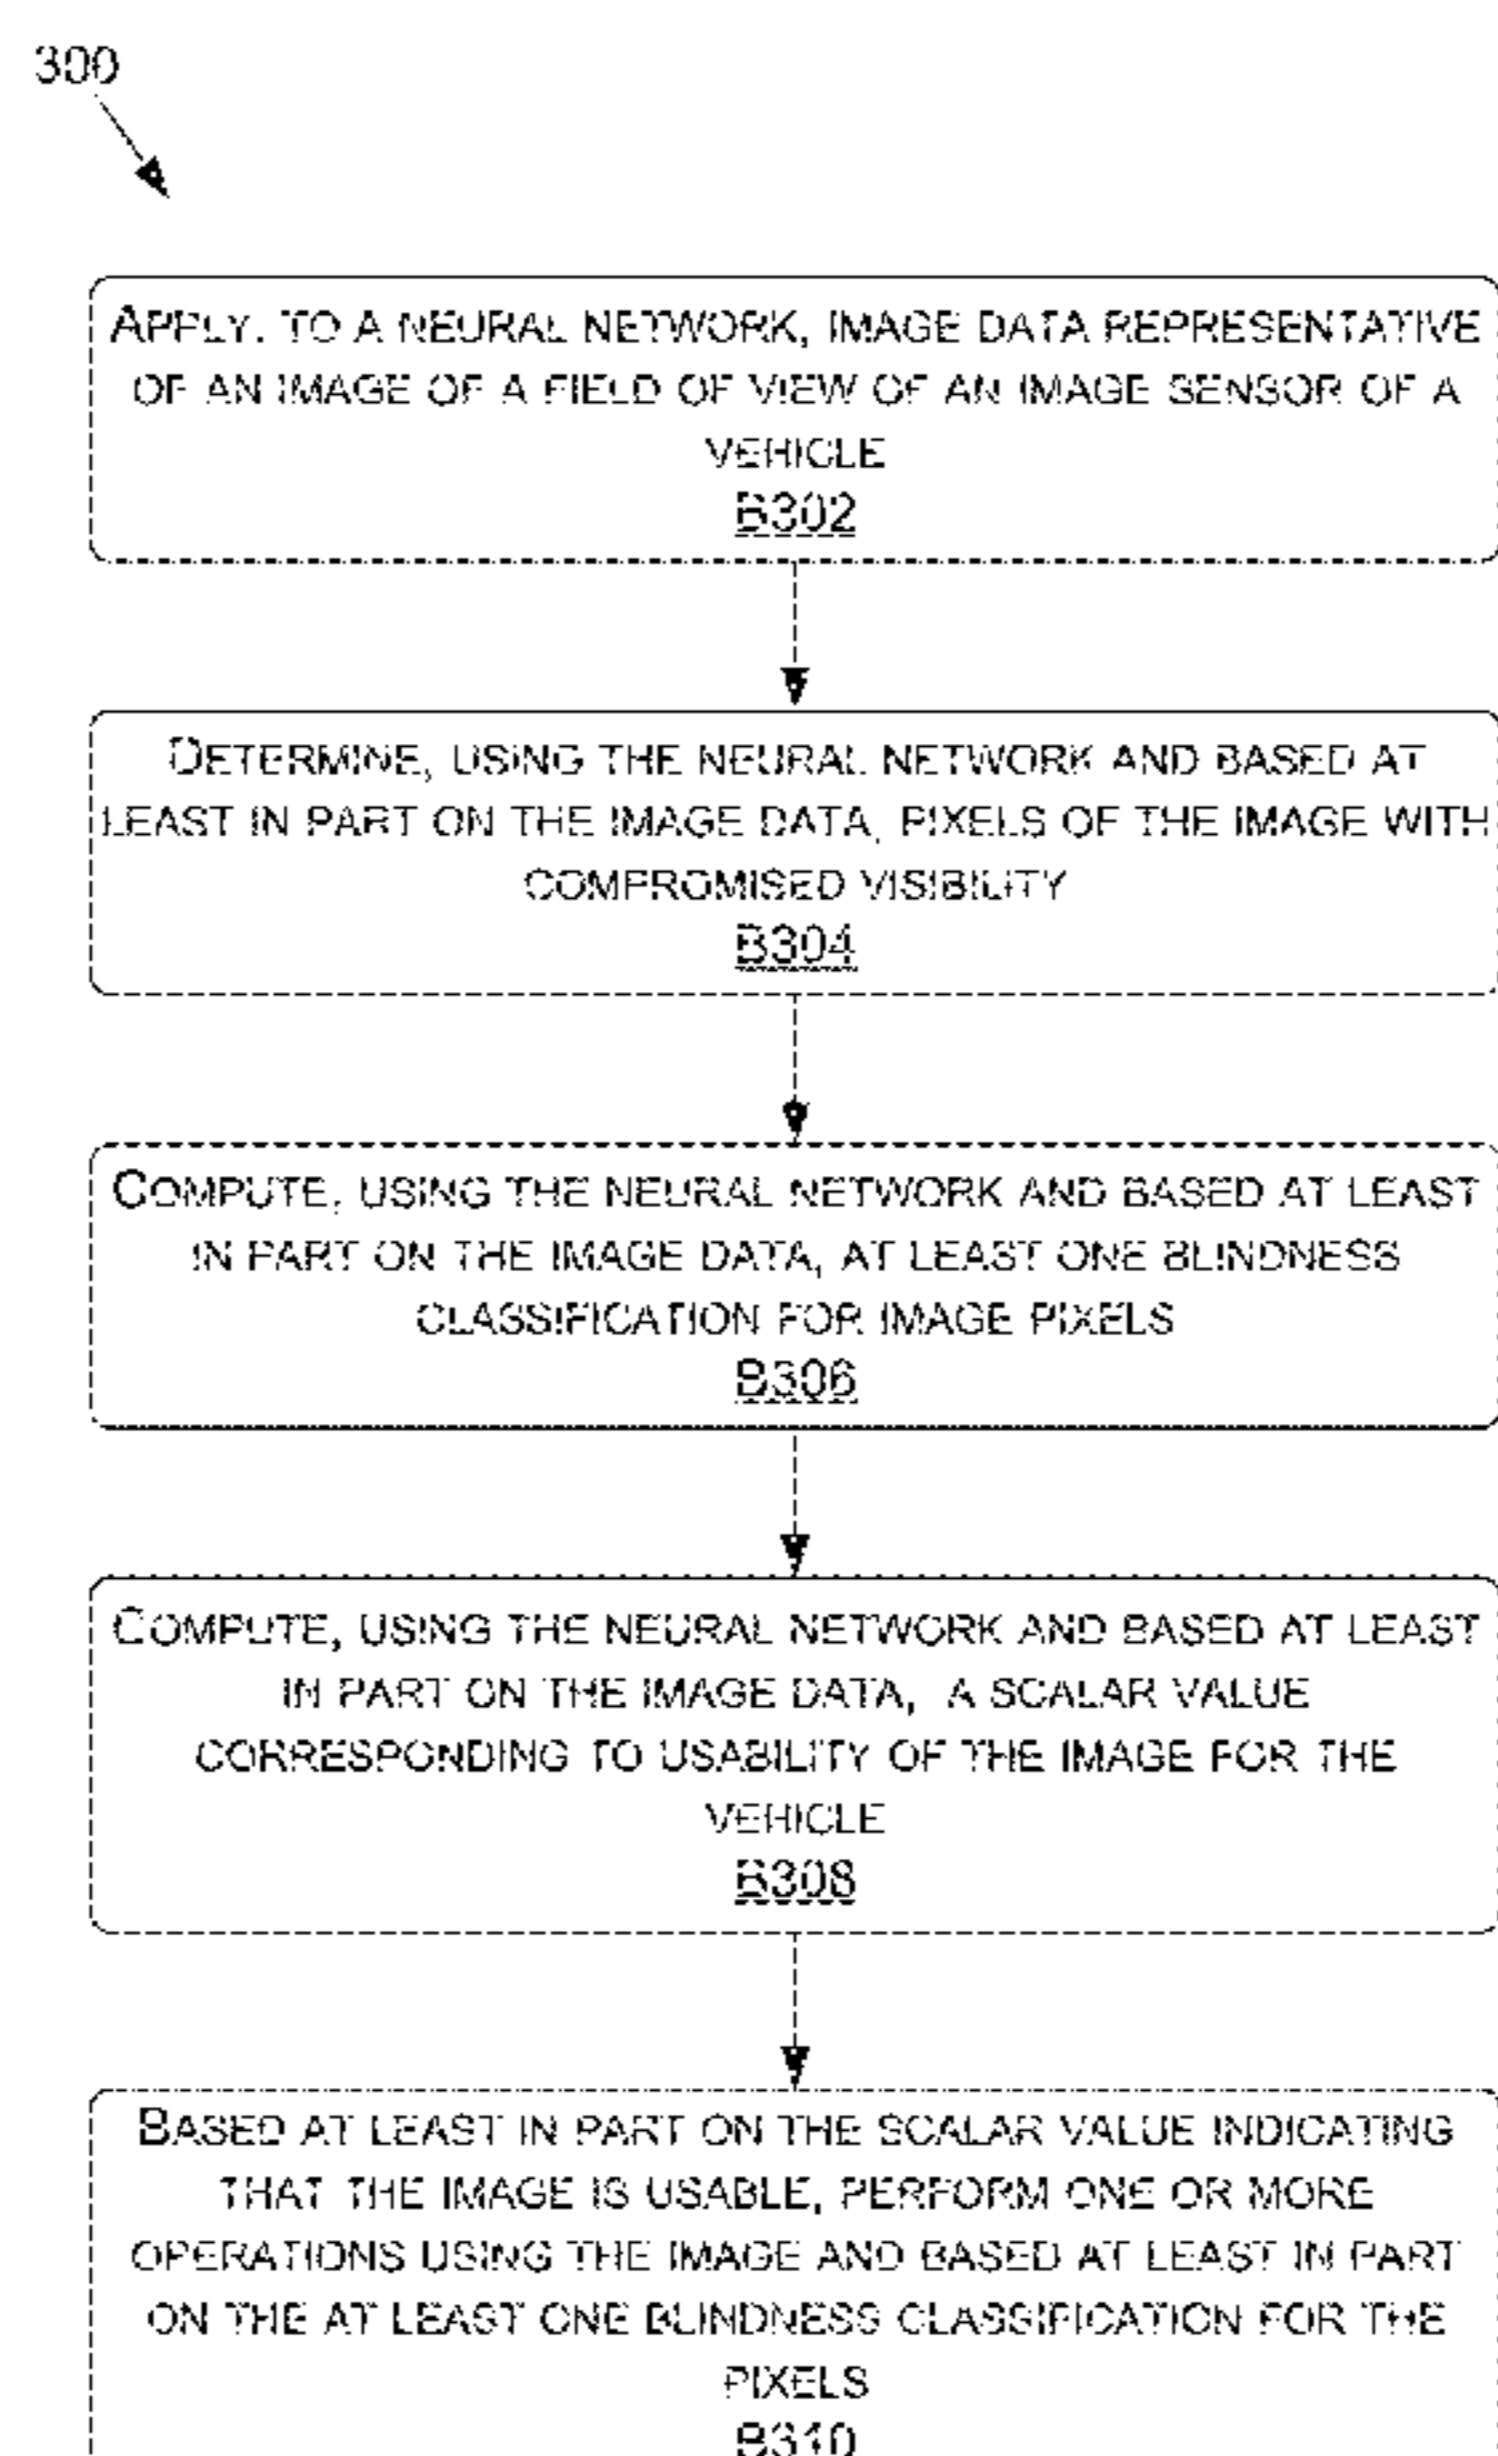 300
APPLY, TO A NEURAL NETWORK, IMAGE DATA REPRESENTATIVE
OF AN IMAGE OF A FIELD OF VIEW OF AN IMAGE SENSOR OF A
VEHICLE
B302
DETERMINE, USING THE NEURAL NETWORK AND BASED AT
LEAST IN PART ON THE IMAGE DATA, PIXELS OF THE IMAGE WITH
COMPROMISED VISIBILITY
B304
COMPUTE, USING THE NEURAL NETWORK AND BASED AT LEAST
IN PART ON THE IMAGE DATA, AT LEAST ONE BLINDNESS
CLASSIFICATION FOR IMAGE PIXELS
B306
COMPUTE, USING THE NEURAL NETWORK AND BASED AT LEAST
IN PART ON THE IMAGE DATA, A SCALAR VALUE
CORRESPONDING TO USABILITY OF THE IMAGE FOR THE
VEHICLE
B308
BASED AT LEAST IN PART ON THE SCALAR VALUE INDICATING
THAT THE IMAGE IS USABLE, PERFORM ONE OR MORE
OPERATIONS USING THE IMAGE AND BASED AT LEAST IN PART
ON THE AT LEAST ONE BLINDNESS CLASSIFICATION FOR THE
PIXELS
B310